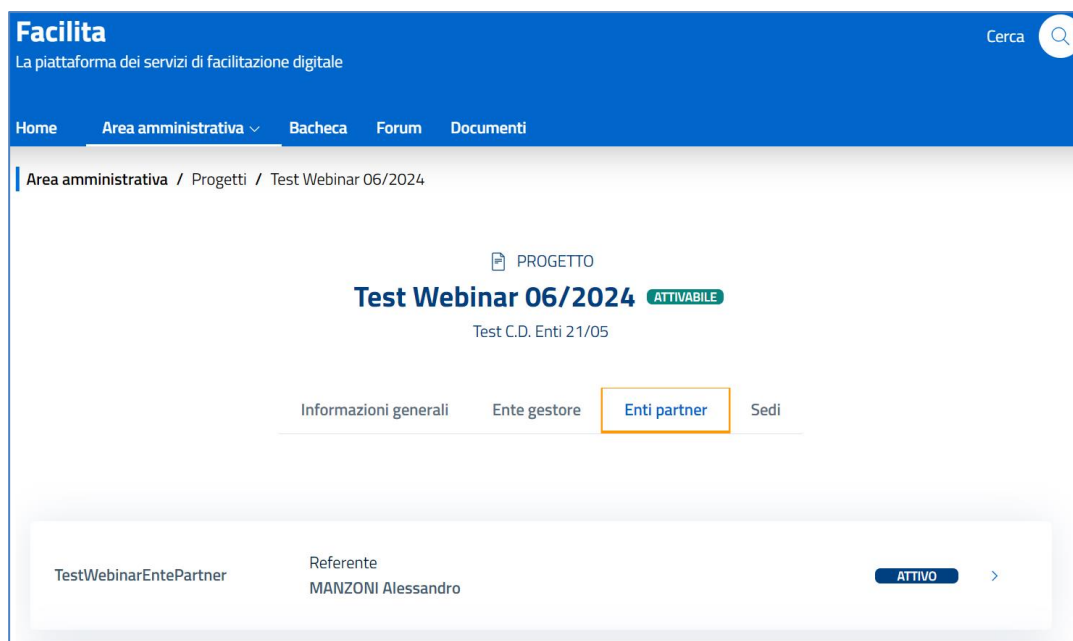 Facilita
Cerca
La piattaforma dei servizi di facilitazione digitale
Home Area amministrativa Bacheca Forum Documenti
Area amministrativa / Progetti / Test Webinar 06/2024
PROGETTO
Test Webinar 06/2024 ATTIVABILE
Test C.D. Enti 21/05
Informazioni generali Ente gestore Enti partner Sedi
Referente
TestWebinarEntePartner MANZONI Alessandro ATTIVO